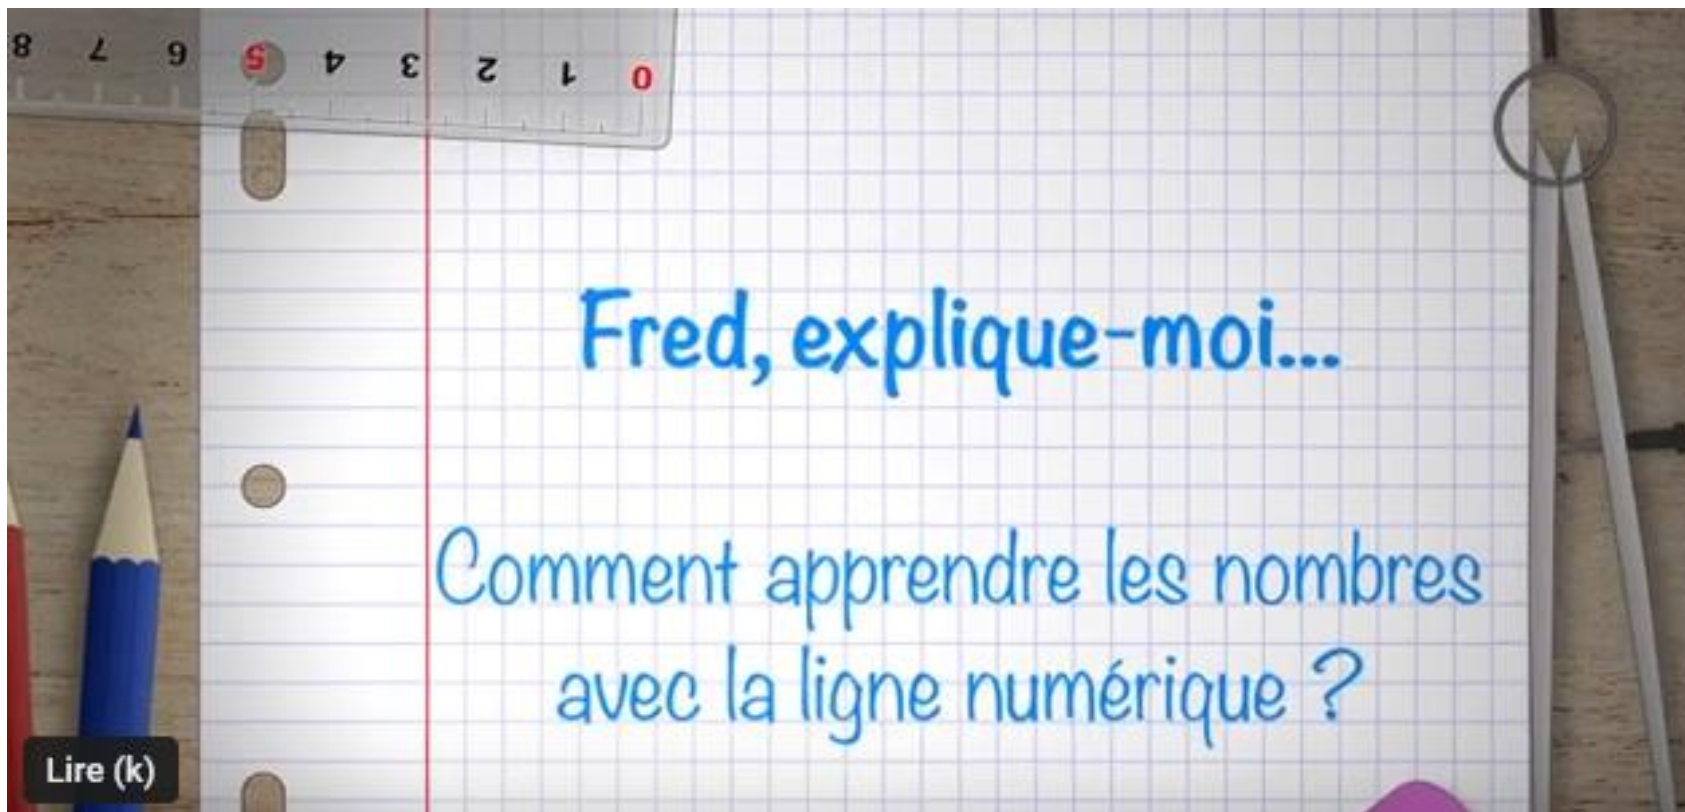 8 7 6 5 4 3 2 1 0
Fred, explique-moi...
Comment apprendre les nombres
avec la ligne numérique ?
Lire (k)